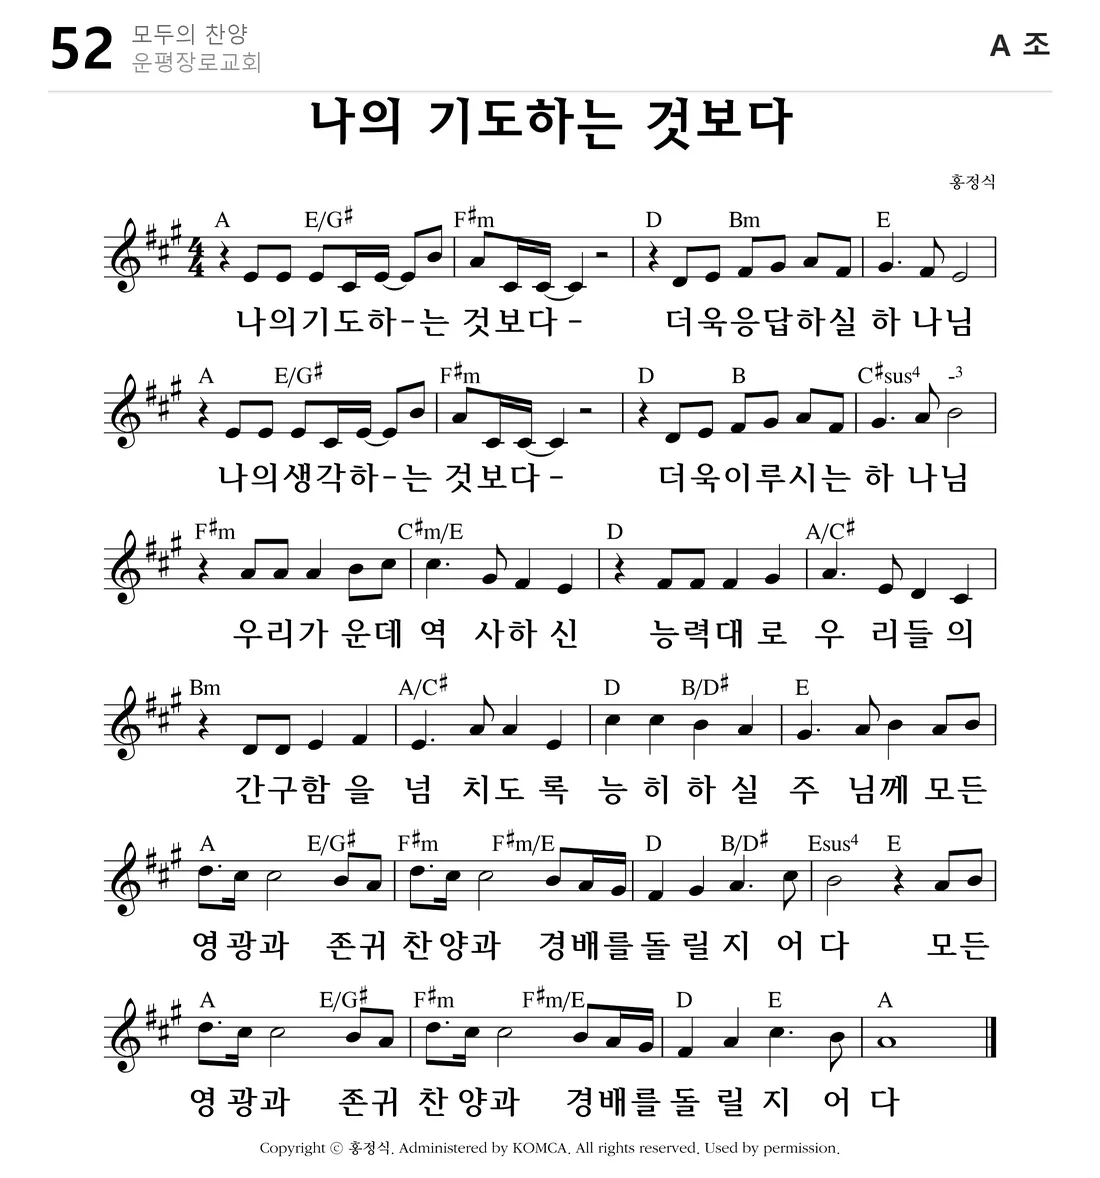 52
모두의 찬양
운평장로교회
A 조
나의 기도하는 것보다
홍정식
A E/G♯ F♯m D Bm E
나의기도하-는 것보다- 더욱응답하실 하 나님
A E/G♯ F♯m D B C♯sus4 -3
나의생각하-는 것보다- 더욱이루시는 하 나님
F♯m C♯m/E D A/C♯
우리가 운데 역 사하 신 능력대 로 우 리들 의
Bm A/C♯ D B/D♯ E
간구함 을 넘 치도 록 능 히 하 실 주 님께 모든
A E/G♯ F♯m F♯m/E D B/D♯ Esus4 E
영 광과 존귀 찬 양과 경배를 돌 릴 지 어 다 모든
A E/G♯ F♯m F♯m/E D E A
영 광과 존귀 찬 양과 경배를 돌 릴 지 어 다
Copyright ⓒ 홍정식. Administered by KOMCA. All rights reserved. Used by permission.